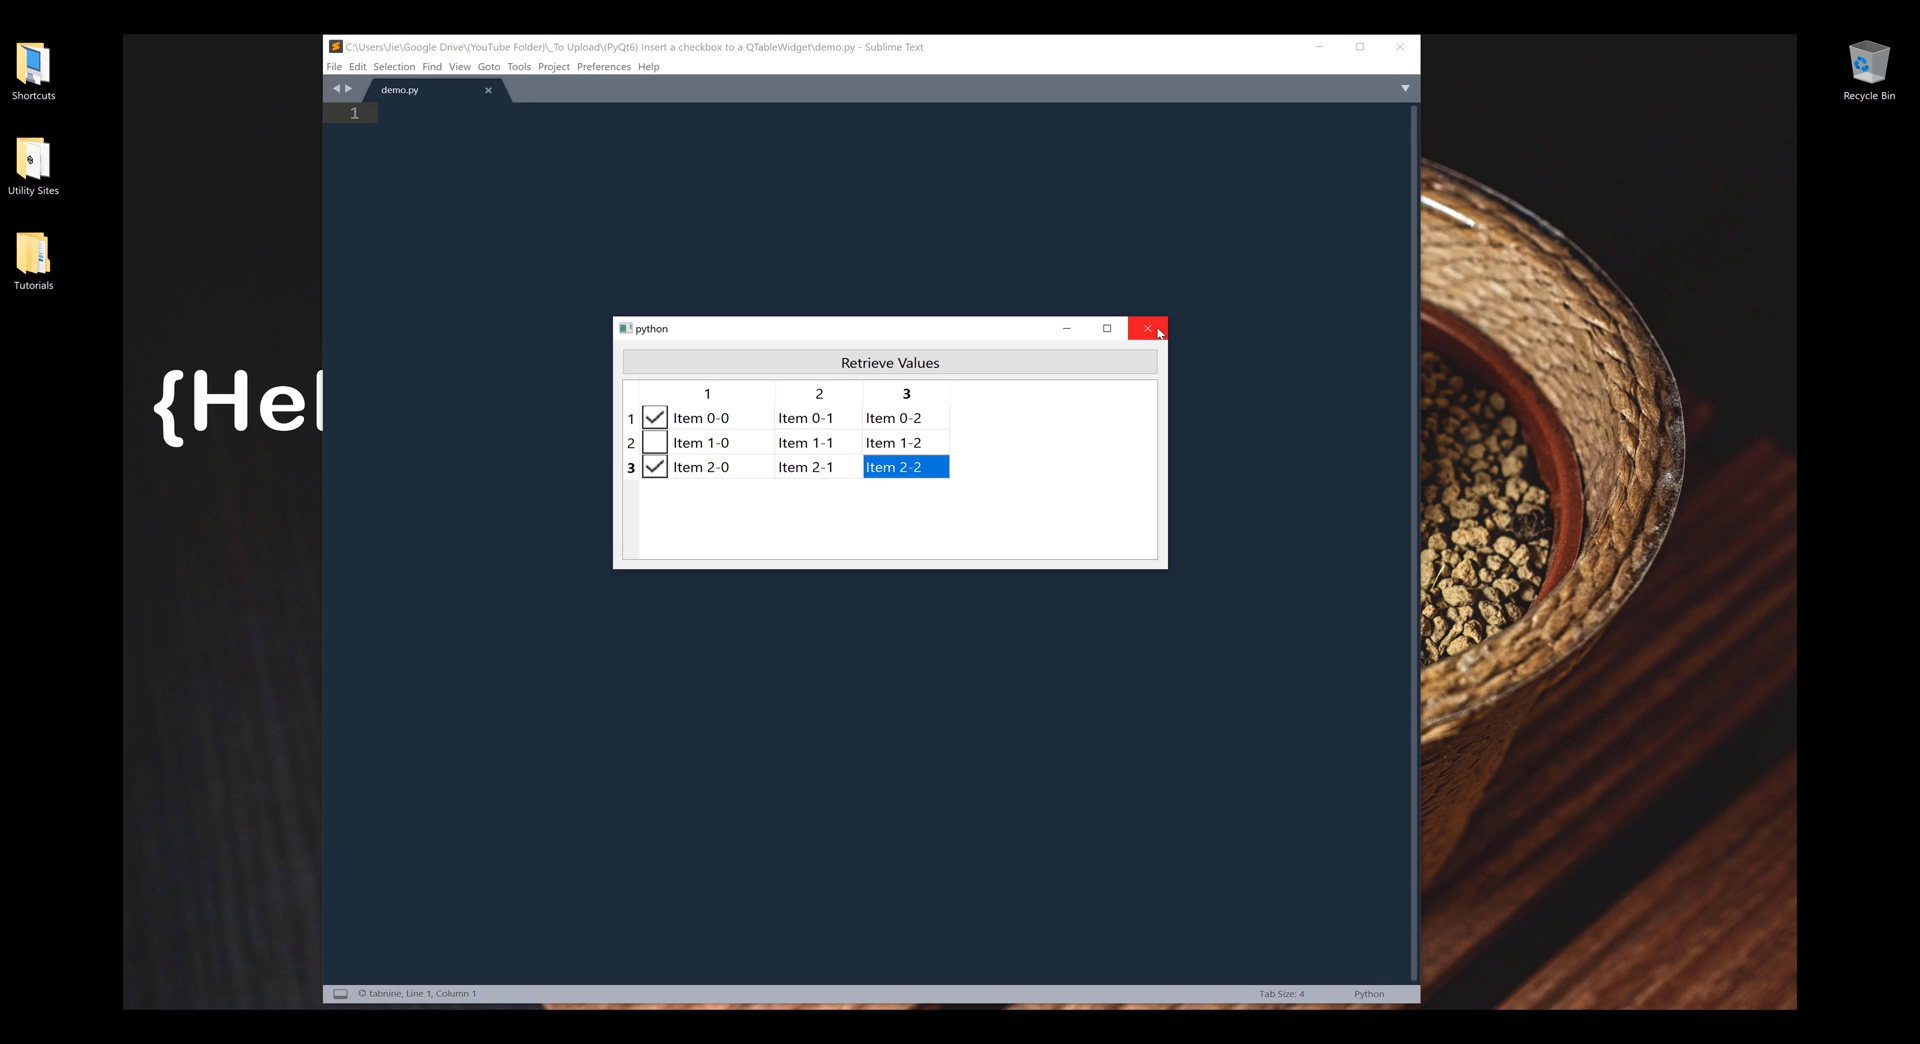 C:\Users\Jie\Google Drive\(YouTube Folder)\_To Upload\(PyQt6) Insert a checkbox to a QTableWidget\demo.py - Sublime Text
File Edit Selection Find View Goto Tools Project Preferences Help
demo.py
1
Shortcuts
Utility Sites
Tutorials
Recycle Bin
{Hel
python
Retrieve Values
1 2 3
1 Item 0-0 Item 0-1 Item 0-2
2 Item 1-0 Item 1-1 Item 1-2
3 Item 2-0 Item 2-1 Item 2-2
tabnine, Line 1, Column 1
Tab Size: 4
Python